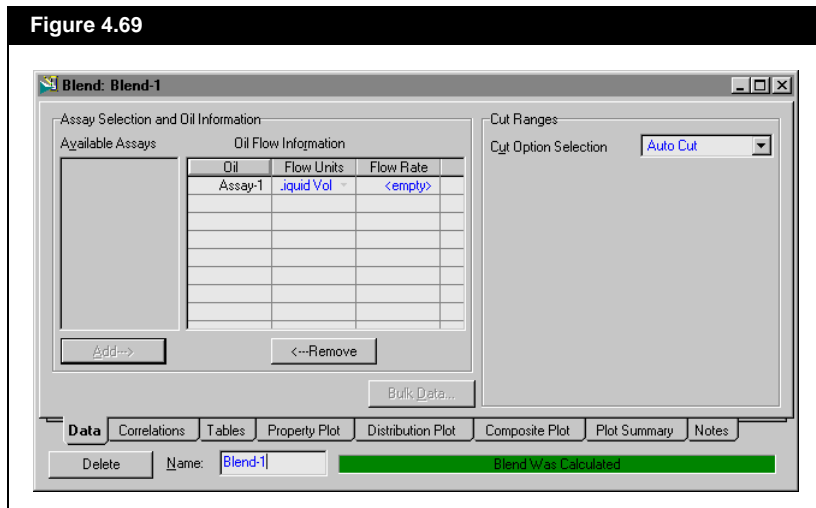 Figure 4.69
Blend: Blend-1
Assay Selection and Oil Information
Available Assays
Oil Flow Information
Oil Flow Units Flow Rate
Assay-1 .iquid Vol <empty>
Add--->
<---Remove
Bulk Data...
Cut Ranges
Cut Option Selection Auto Cut
Data Correlations Tables Property Plot Distribution Plot Composite Plot Plot Summary Notes
Delete Name: Blend-1 Blend Was Calculated